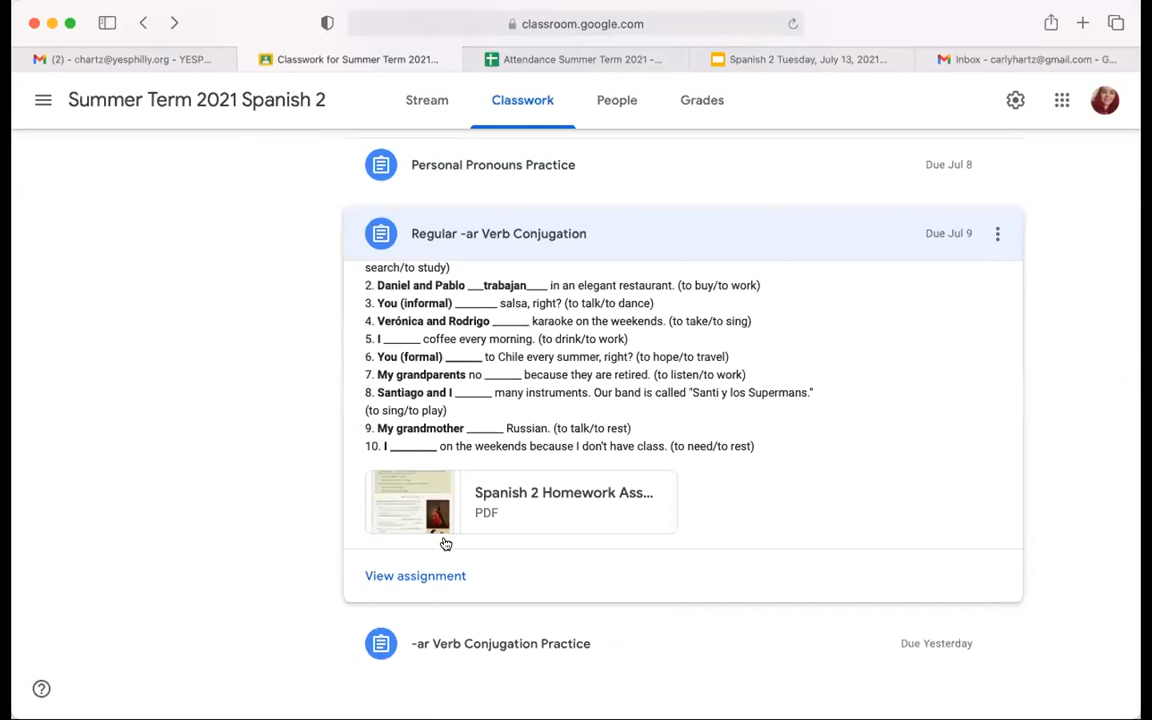 classroom.google.com
(2) - chartz@yesphilly.org - YESP...
Classwork for Summer Term 2021...
Attendance Summer Term 2021 -...
Spanish 2 Tuesday, July 13, 2021...
Inbox - carlyhartz@gmail.com - G...
Summer Term 2021 Spanish 2
Stream
Classwork
People
Grades
Personal Pronouns Practice
Due Jul 8
Regular -ar Verb Conjugation
Due Jul 9
search/to study)
2. Daniel and Pablo ___trabajan____ in an elegant restaurant. (to buy/to work)
3. You (informal) _______ salsa, right? (to talk/to dance)
4. Verónica and Rodrigo ______ karaoke on the weekends. (to take/to sing)
5. I ______ coffee every morning. (to drink/to work)
6. You (formal) ______ to Chile every summer, right? (to hope/to travel)
7. My grandparents no ______ because they are retired. (to listen/to work)
8. Santiago and I ______ many instruments. Our band is called "Santi y los Supermans."
(to sing/to play)
9. My grandmother ______ Russian. (to talk/to rest)
10. I ________ on the weekends because I don't have class. (to need/to rest)
Spanish 2 Homework Ass...
PDF
View assignment
-ar Verb Conjugation Practice
Due Yesterday